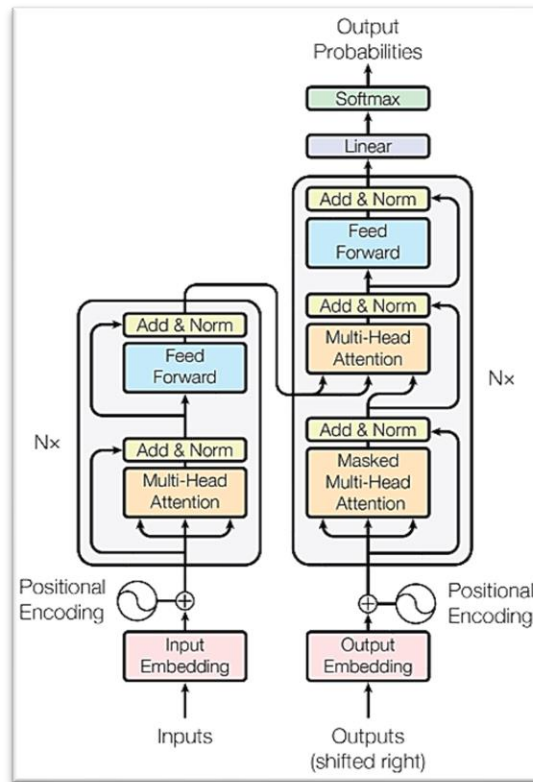 Output
Probabilities
Softmax
Linear
Add & Norm
Feed
Forward
Add & Norm
Multi-Head
Attention
N×
Add & Norm
Masked
Multi-Head
Attention
Add & Norm
Feed
Forward
N×
Add & Norm
Multi-Head
Attention
Positional
Encoding
Positional
Encoding
Input
Embedding
Output
Embedding
Inputs
Outputs
(shifted right)